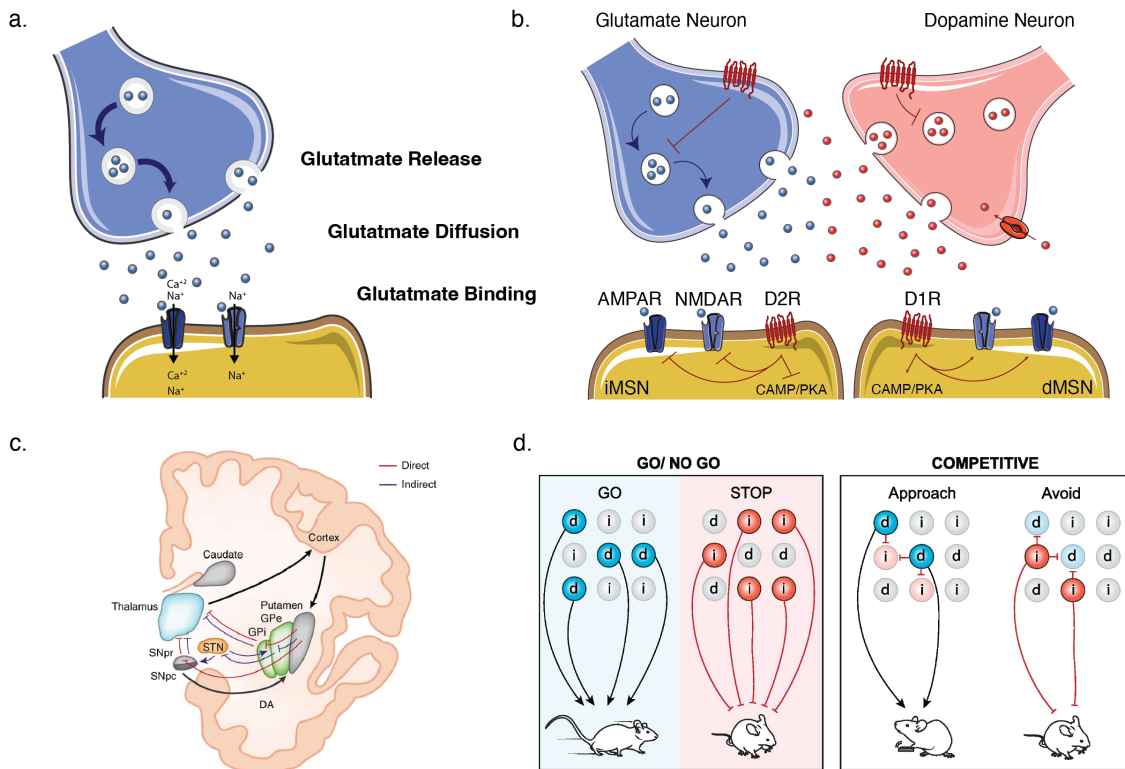 a.
Glutatmate Release
Glutatmate Diffusion
Glutatmate Binding
Ca+2
Na+
Na+
Ca+2
Na+
Na+
b.
Glutamate Neuron
Dopamine Neuron
AMPAR
NMDAR
D2R
D1R
iMSN
CAMP/PKA
CAMP/PKA
dMSN
c.
Direct
Indirect
Cortex
Caudate
Thalamus
Putamen
GPe
GPi
STN
SNpr
SNpc
DA
d.
GO/ NO GO
COMPETITIVE
GO
STOP
Approach
Avoid
d i i
d i i
d i i
d i i
i d d
i d d
i d d
i d d
d i i
d i i
d i i
d i i